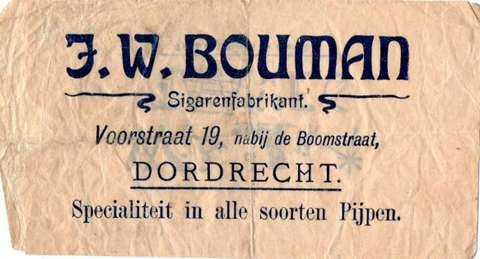 J. W. BOUMAN
Sigarenfabrikant.
Voorstraat 19, nabij de Boomstraat,
DORDRECHT.
Specialiteit in alle soorten Pijpen.